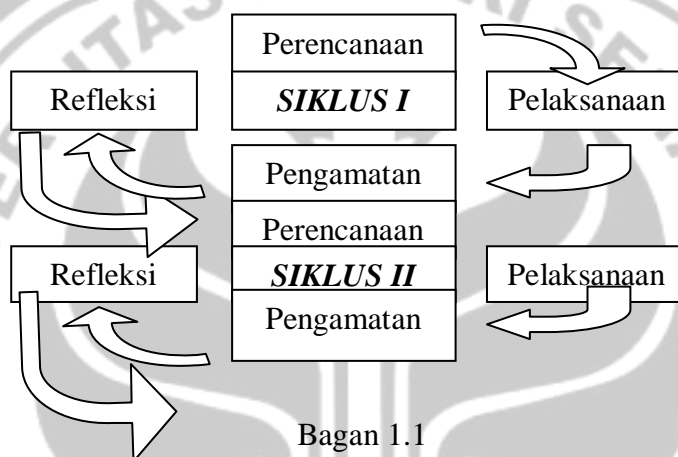 Perencanaan
Refleksi
SIKLUS I
Pelaksanaan
Pengamatan
Perencanaan
Refleksi
SIKLUS II
Pelaksanaan
Pengamatan
Bagan 1.1